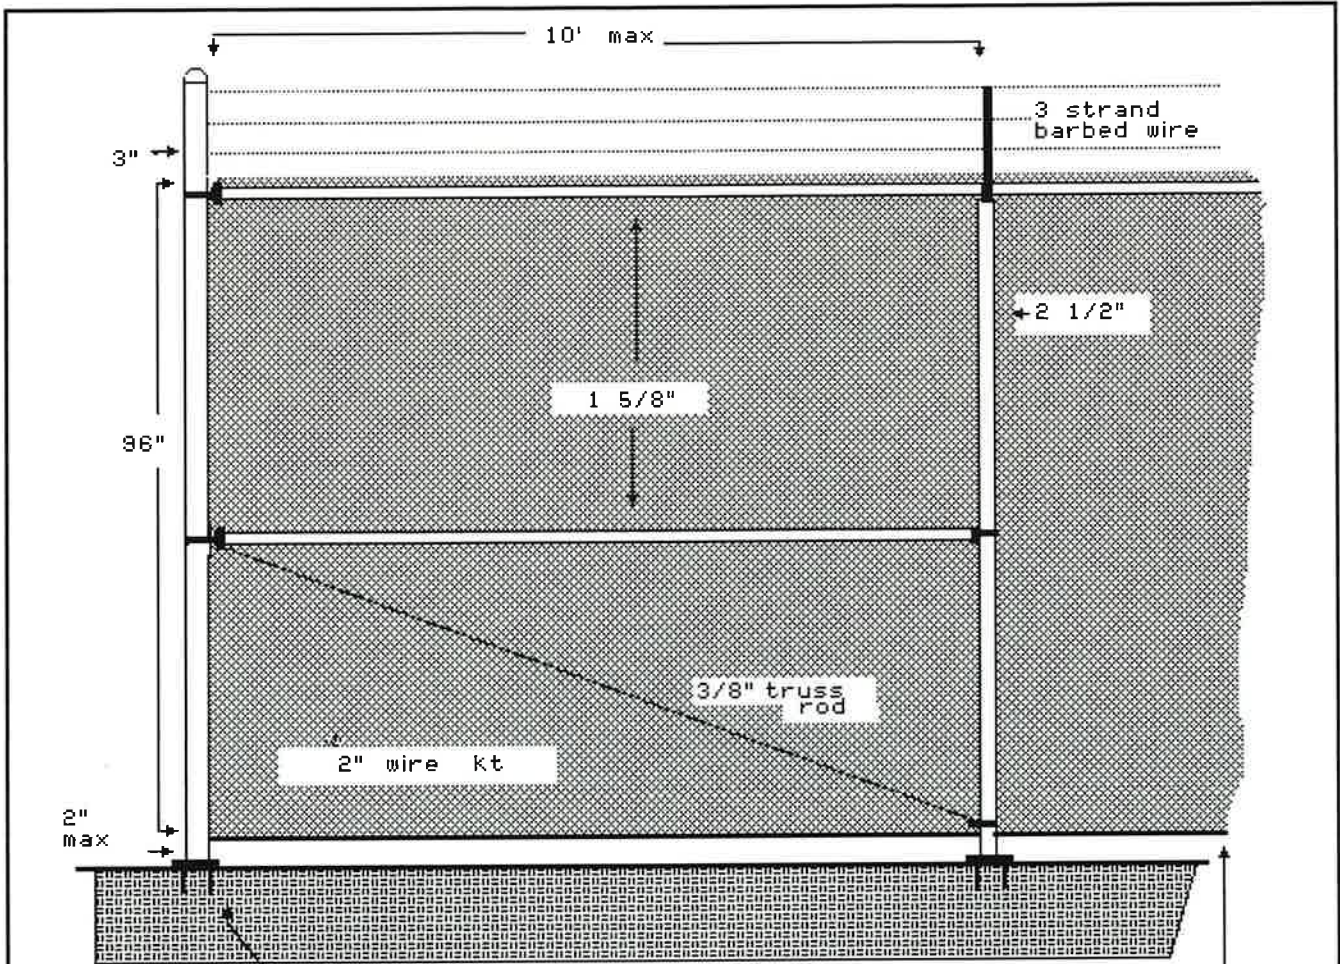 10' max
3 strand
barbed wire
3"
2 1/2"
1 5/8"
96"
3/8" truss
rod
2" wire Kt
2"
max